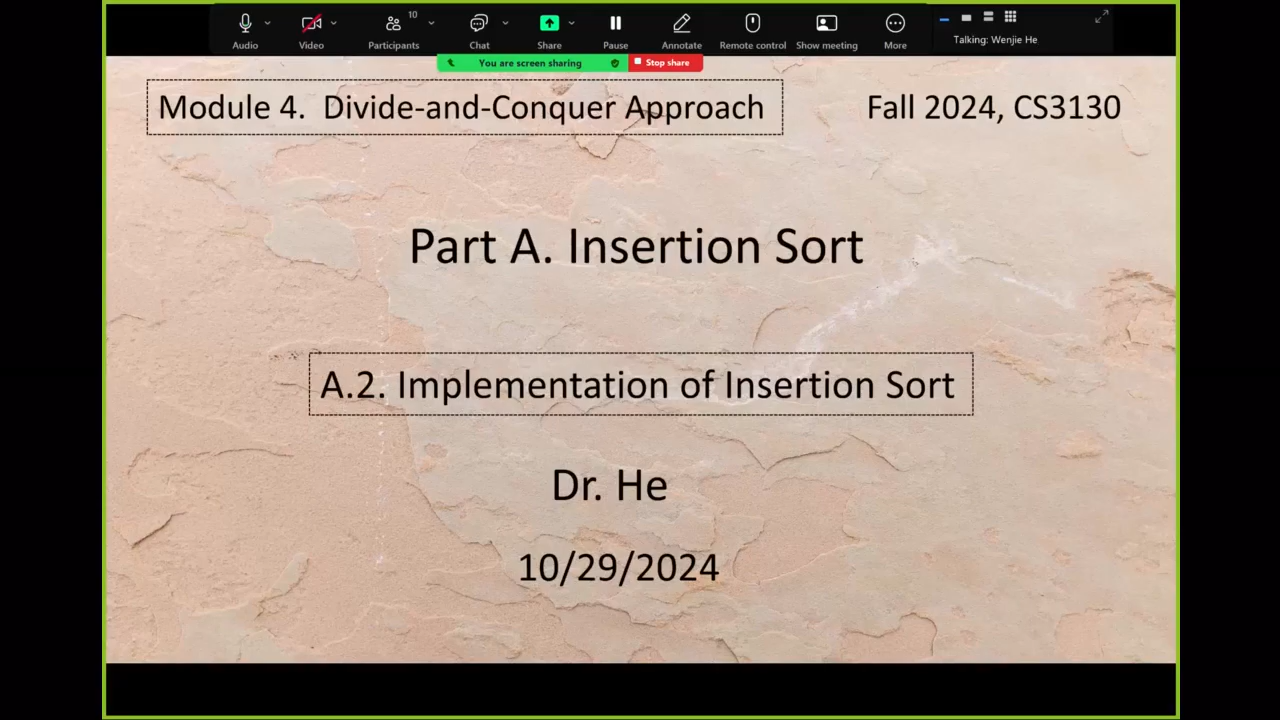 10
Audio
Video
Participants
Chat
Share
Pause
Annotate
Remote control
Show meeting
More
Talking: Wenjie He
You are screen sharing
Stop share
Module 4.  Divide-and-Conquer Approach
Fall 2024, CS3130
Part A. Insertion Sort
A.2. Implementation of Insertion Sort
Dr. He
10/29/2024